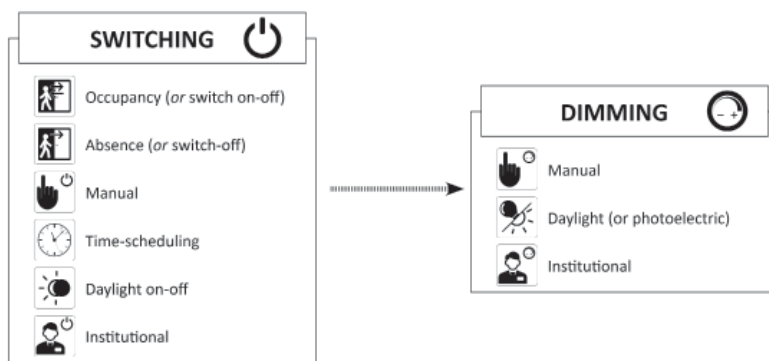 SWITCHING
Occupancy (or switch on-off)
Absence (or switch-off)
Manual
Time-scheduling
Daylight on-off
Institutional
DIMMING
Manual
Daylight (or photoelectric)
Institutional